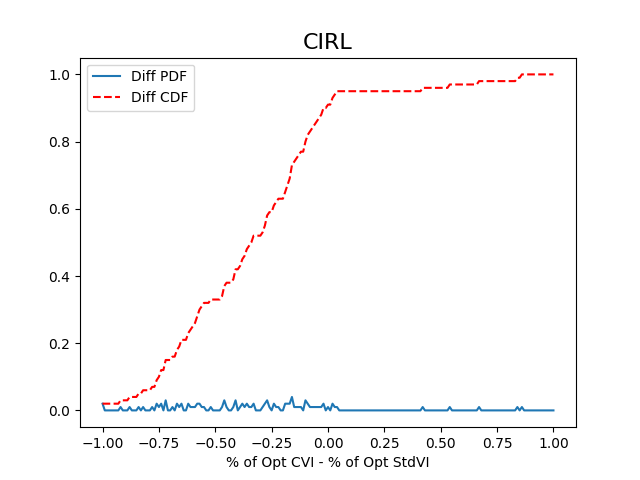 CIRL
Diff PDF
Diff CDF
1.0
0.8
0.6
0.4
0.2
0.0
−1.00 −0.75 −0.50 −0.25 0.00 0.25 0.50 0.75 1.00
% of Opt CVI - % of Opt StdVI